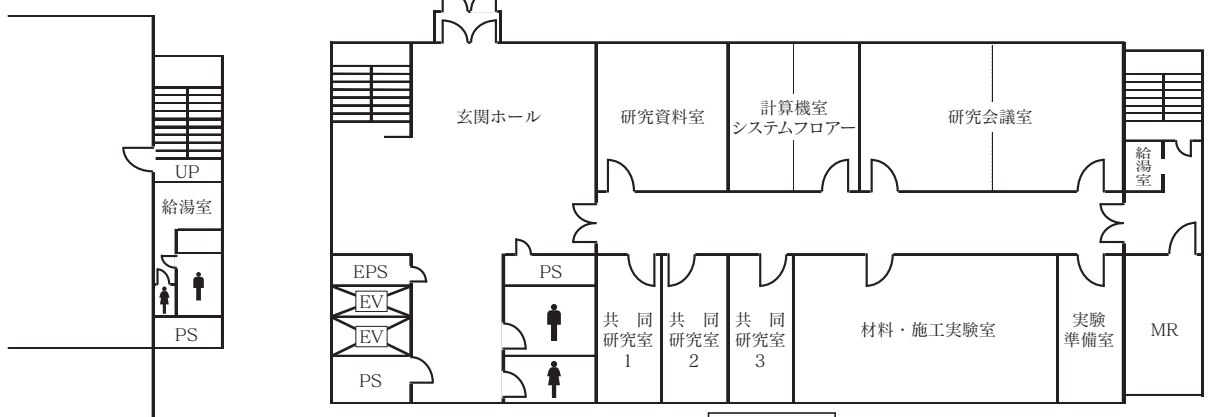 UP
給湯室
PS
玄関ホール
研究資料室
計算機室
システムフロアー
研究会議室
給湯室
EPS
EV
EV
PS
PS
共　同
研究室
1
共　同
研究室
2
共　同
研究室
3
材料・施工実験室
実験
準備室
MR